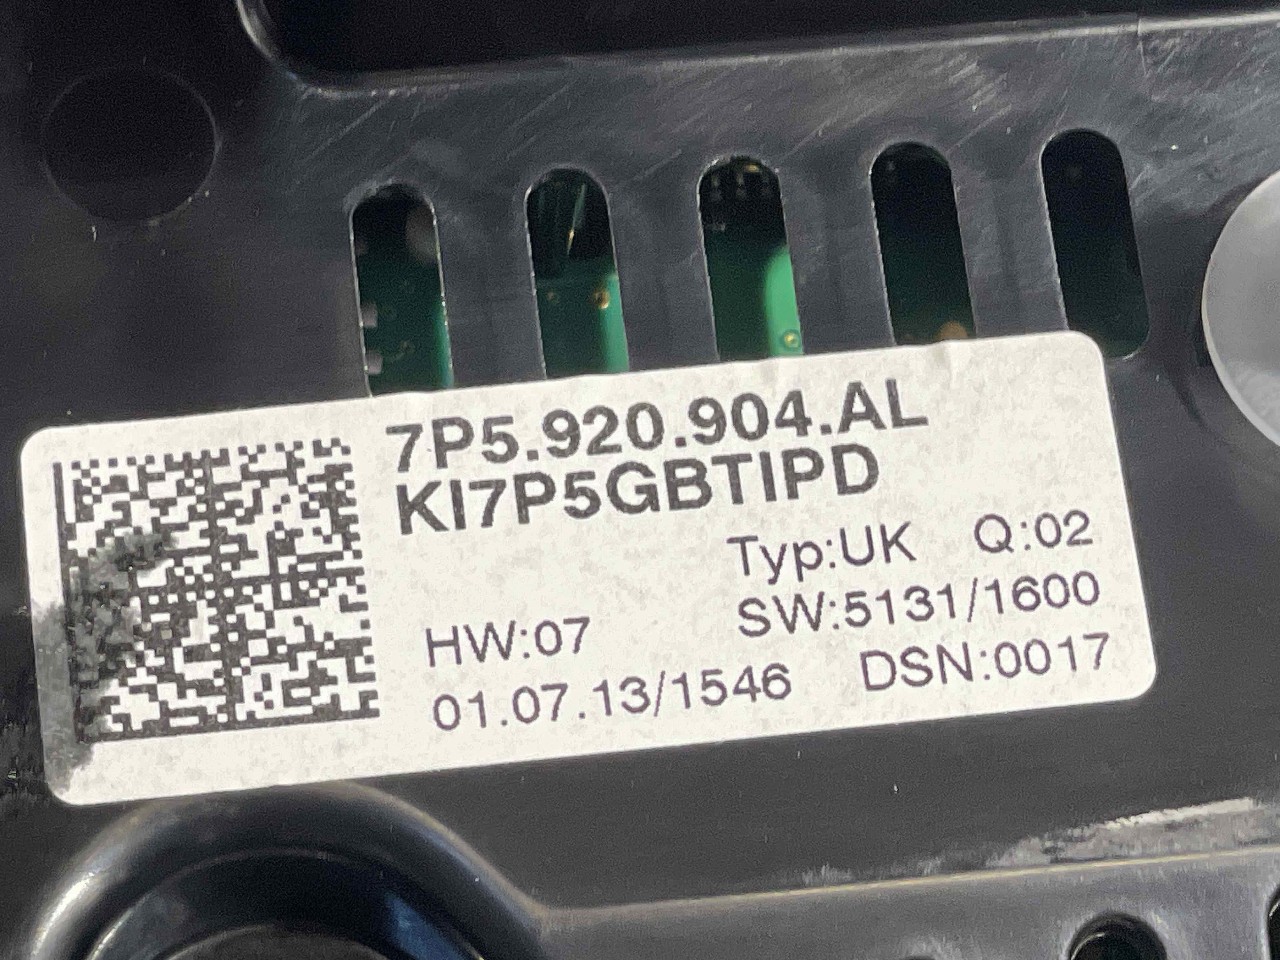 7P5.920.904.AL
KI7P5GBTIPD
Typ:UK Q:02
HW:07 SW:5131/1600
01.07.13/1546 DSN:0017